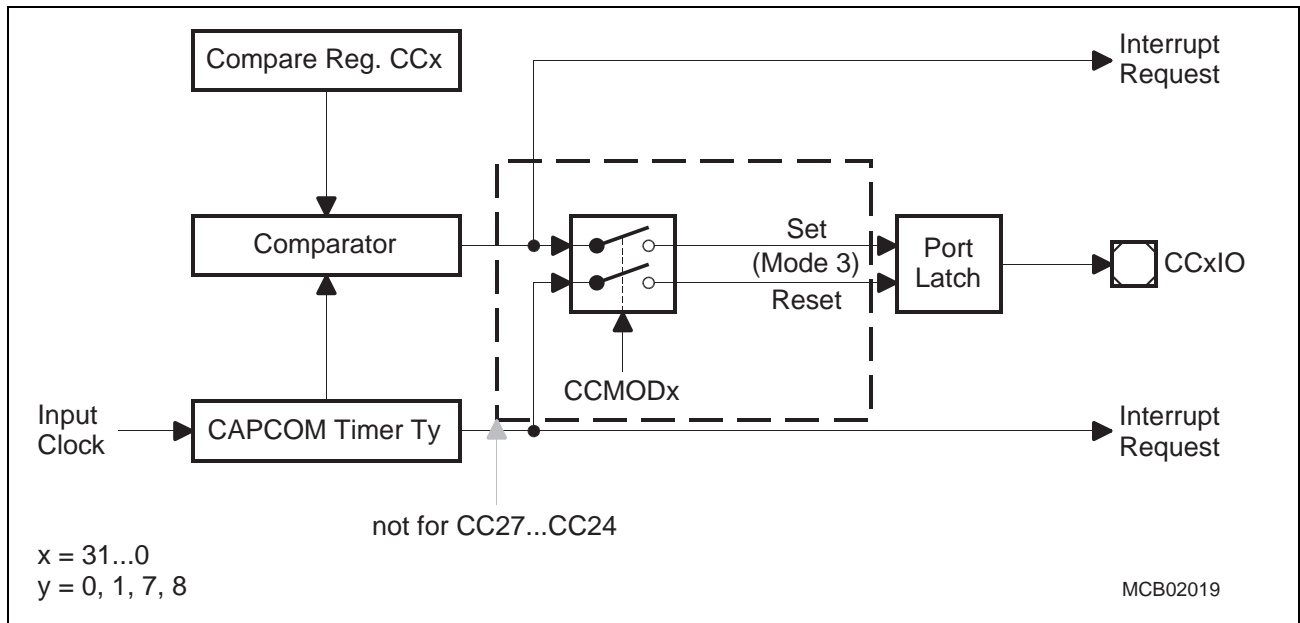 Compare Reg. CCx
Interrupt
Request
Comparator
Set
(Mode 3)
Reset
Port
Latch
CCxIO
CCMODx
Input
Clock
CAPCOM Timer Ty
Interrupt
Request
not for CC27...CC24
x = 31...0
y = 0, 1, 7, 8
MCB02019